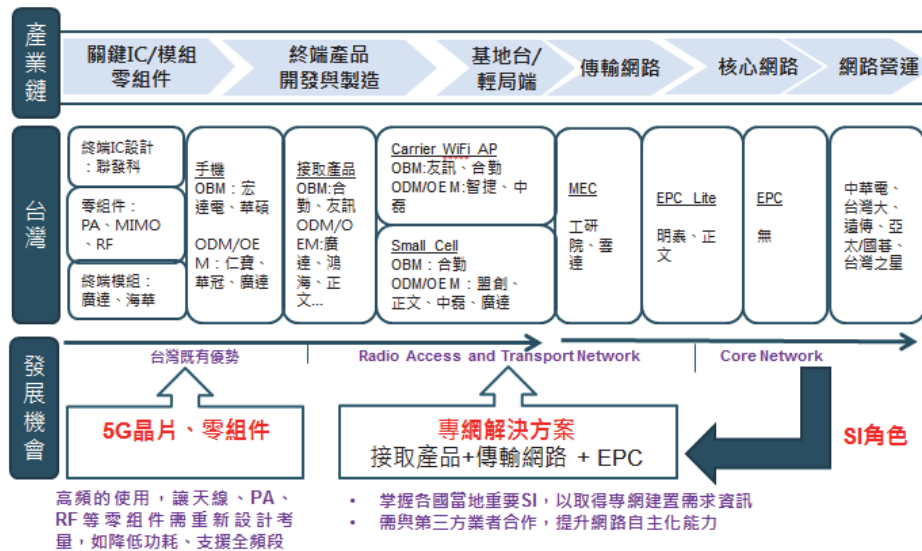 產業鏈
關鍵IC/模組
零組件
終端產品
開發與製造
基地台/
輕局端
傳輸網路
核心網路
網路營運
台灣
終端IC設計
：聯發科
零組件：
PA、MIMO
、RF
終端模組：
廣達、海華
手機
OBM：宏
達電、華碩
ODM/OE
M：仁寶、
華冠、廣達
接取產品
OBM:合
勤、友訊
ODM/O
EM:廣
達、鴻
海、正
文...
Carrier WiFi AP
OBM:友訊、合勤
ODM/OEM:智捷、中
磊
Small Cell
OBM：合勤
ODM/OEM：盟創、
正文、中磊、廣達
MEC
工研
院、雲
達
EPC Lite
明泰、正
文
EPC
無
中華電、
台灣大、
遠傳、亞
太/國碁、
台灣之星
發展機會
台灣既有優勢
Radio Access and Transport Network
Core Network
5G晶片、零組件
專網解決方案
接取產品+傳輸網路 + EPC
SI角色
高頻的使用，讓天線、PA、
RF等零組件需重新設計考
量，如降低功耗、支援全頻段
• 掌握各國當地重要SI，以取得專網建置需求資訊
• 需與第三方業者合作，提升網路自主化能力